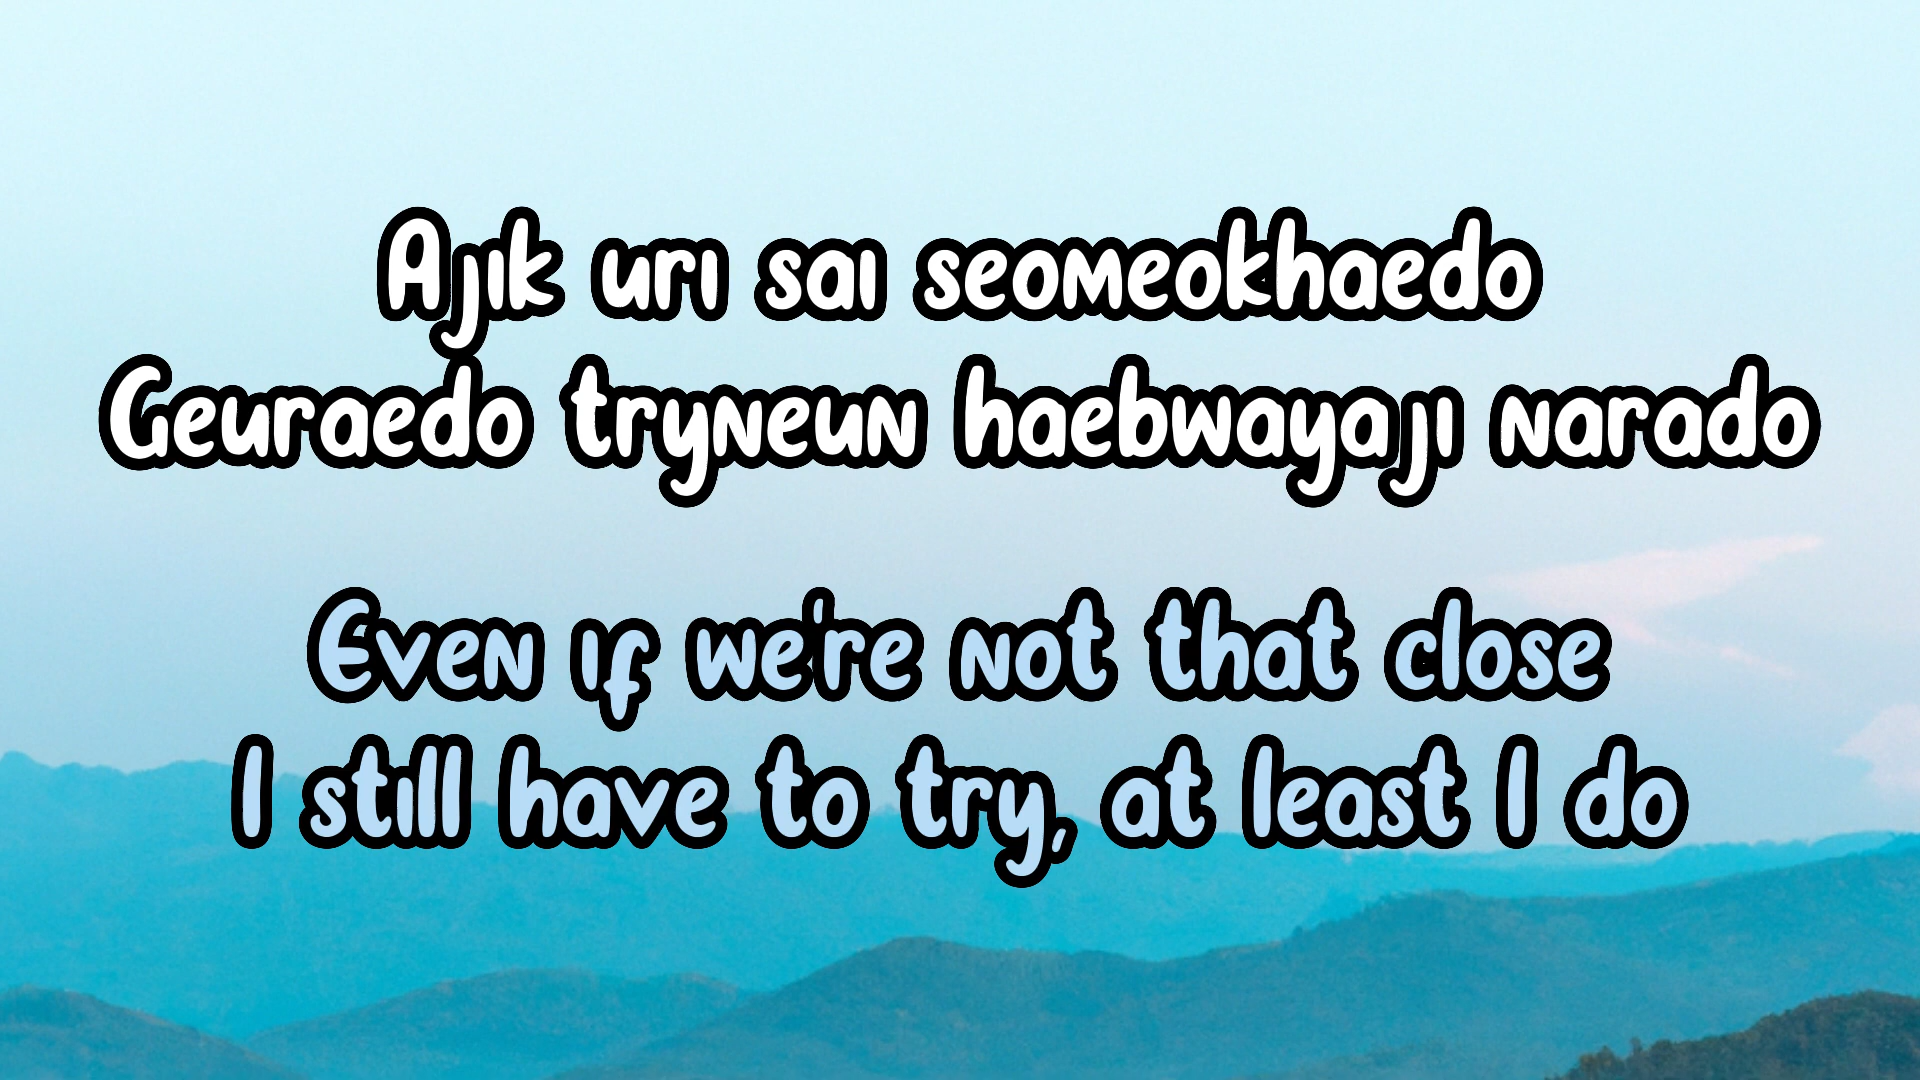 Ajik uri sai seomeokhaedo
Geuraedo tryneun haebwayaji narado
Even if we're not that close
I still have to try, at least I do